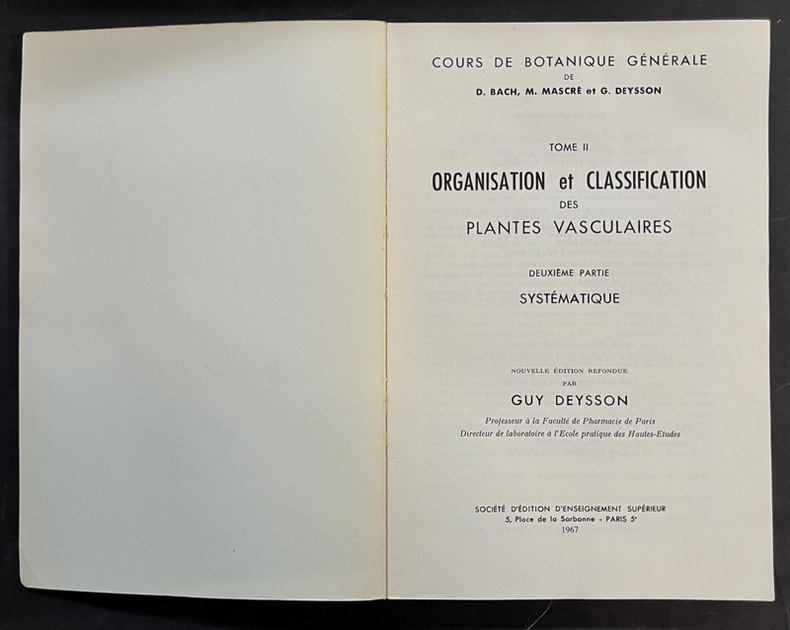 COURS DE BOTANIQUE GÉNÉRALE
DE
D. BACH, M. MASCRÉ et G. DEYSSON
TOME II
ORGANISATION et CLASSIFICATION
DES
PLANTES VASCULAIRES
DEUXIÈME PARTIE
SYSTÉMATIQUE
NOUVELLE ÉDITION REFONDUE
PAR
GUY DEYSSON
Professeur à la Faculté de Pharmacie de Paris
Directeur de laboratoire à l'Ecole pratique des Hautes-Etudes
SOCIÉTÉ D'ÉDITION D'ENSEIGNEMENT SUPÉRIEUR
5, Place de la Sorbonne - PARIS 5e
1967